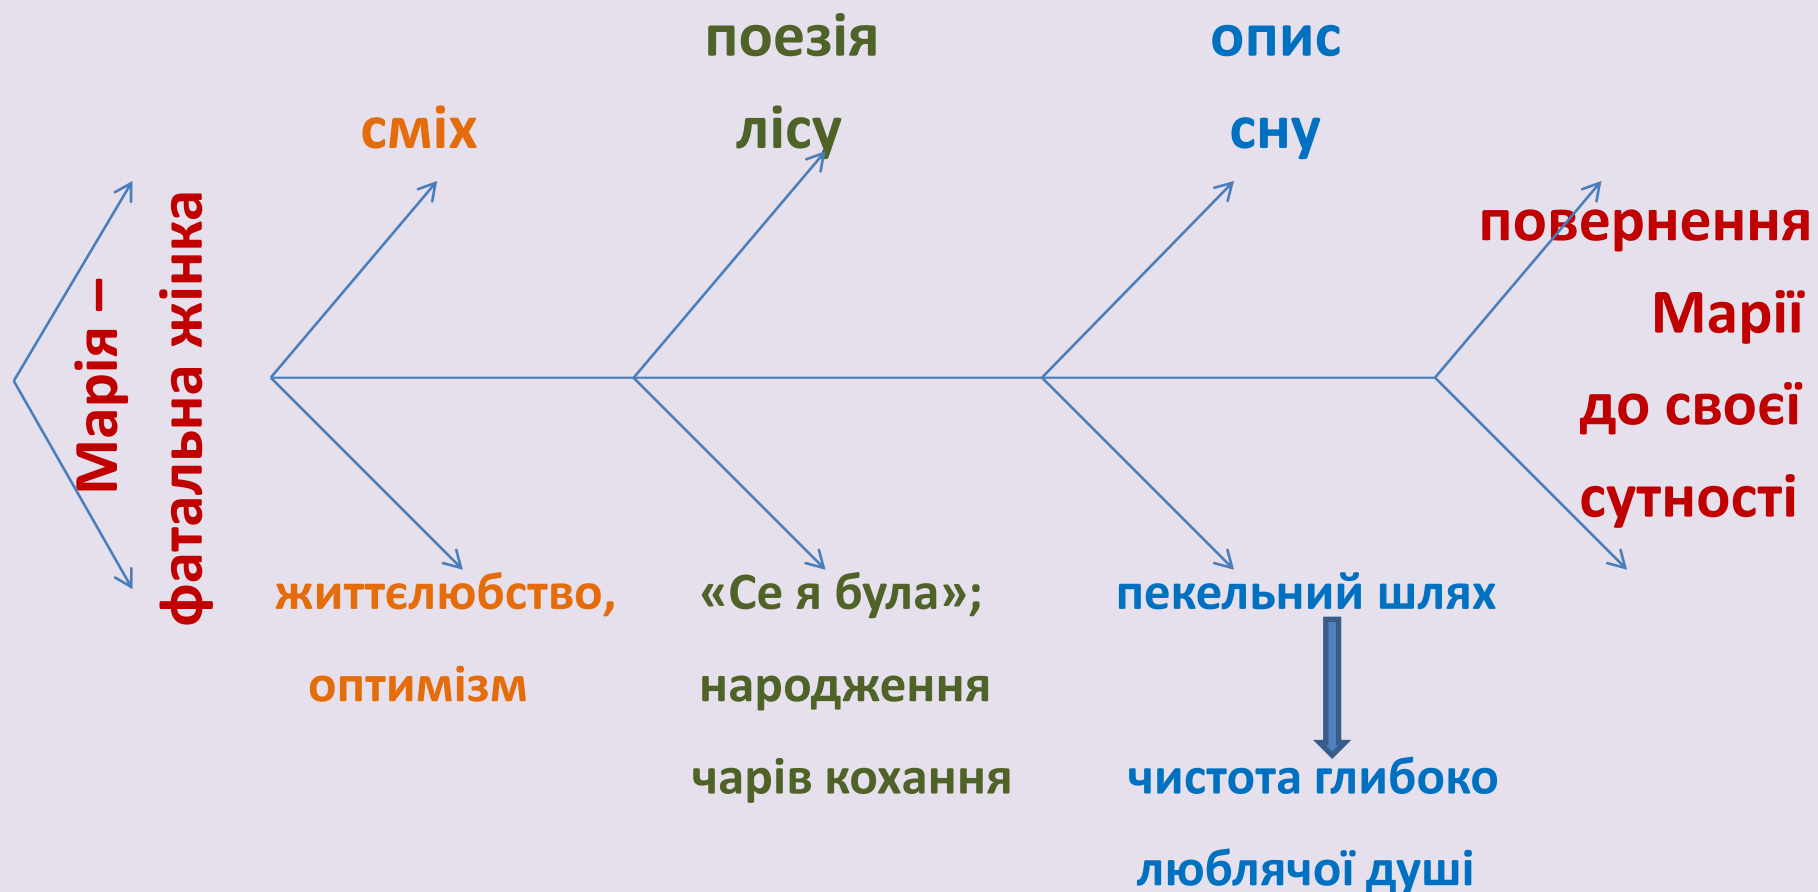 Марія –
фатальна жінка
сміх
життєлюбство,
оптимізм
поезія
лісу
«Се я була»;
народження
чарів кохання
опис
сну
пекельний шлях
чистота глибоко
люблячої душі
повернення
Марії
до своєї
сутності